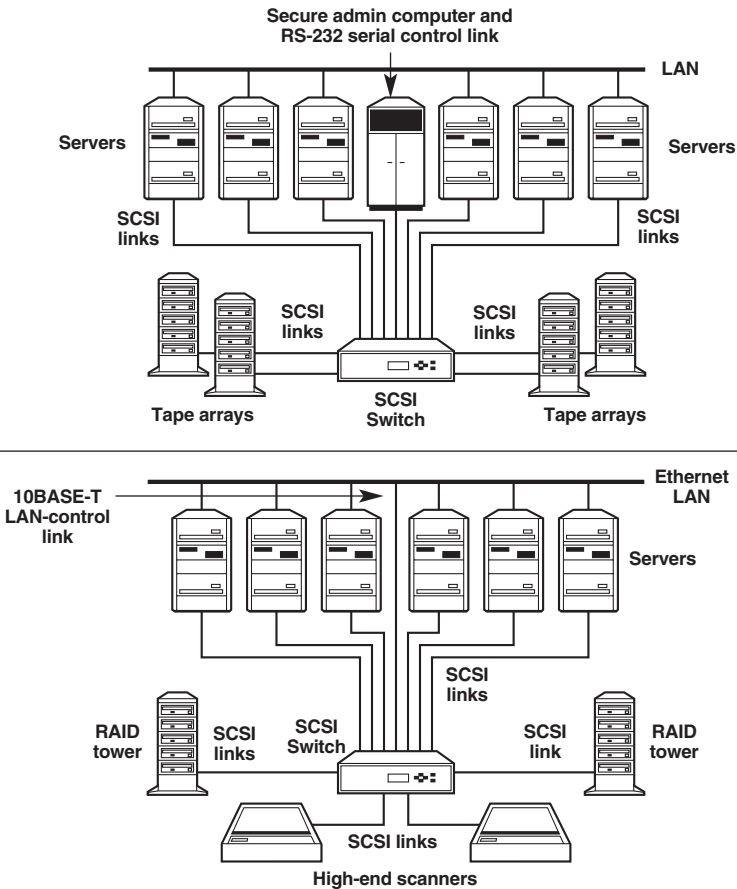 Secure admin computer and
RS-232 serial control link
LAN
Servers
Servers
SCSI
links
SCSI
links
SCSI
links
SCSI
links
Tape arrays
SCSI
Switch
Tape arrays
10BASE-T
LAN-control
link
Ethernet
LAN
Servers
SCSI
links
RAID
tower
SCSI
links
SCSI
Switch
SCSI
link
RAID
tower
SCSI links
High-end scanners